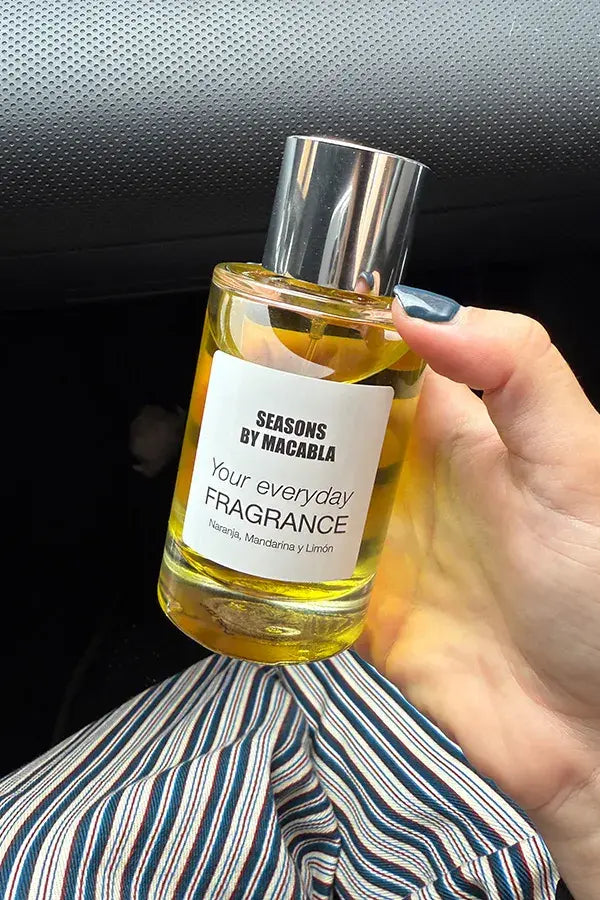 SEASONS
BY MACABLA
Your everyday
FRAGRANCE
Naranja, Mandarina y Limón